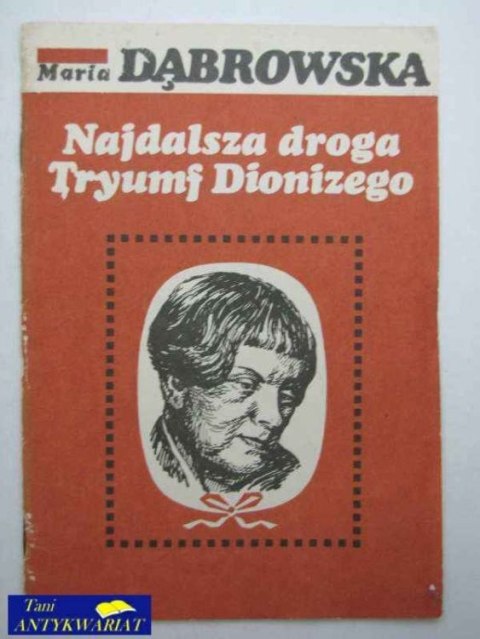 Maria DĄBROWSKA
Najdalsza droga
Tryumf Dionizego
Tani
ANTYKWARIAT